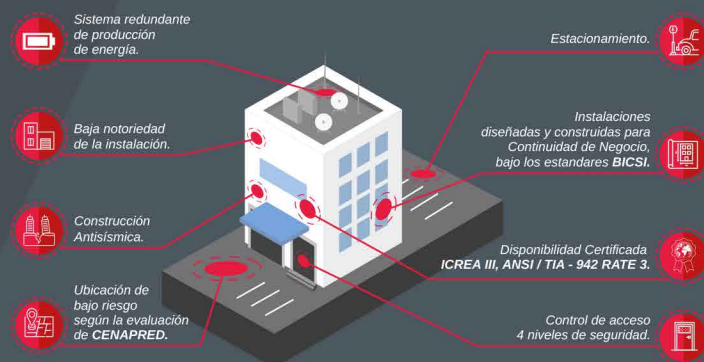 Sistema redundante
de producción
de energía.
Baja notoriedad
de la instalación.
Construcción
Antisísmica.
Ubicación de
bajo riesgo
según la evaluación
de CENAPRED.
Estacionamiento.
Instalaciones
diseñadas y construidas para
Continuidad de Negocio,
bajo los estandares BICSI.
Disponibilidad Certificada
ICREA III, ANSI / TIA - 942 RATE 3.
Control de acceso
4 niveles de seguridad.